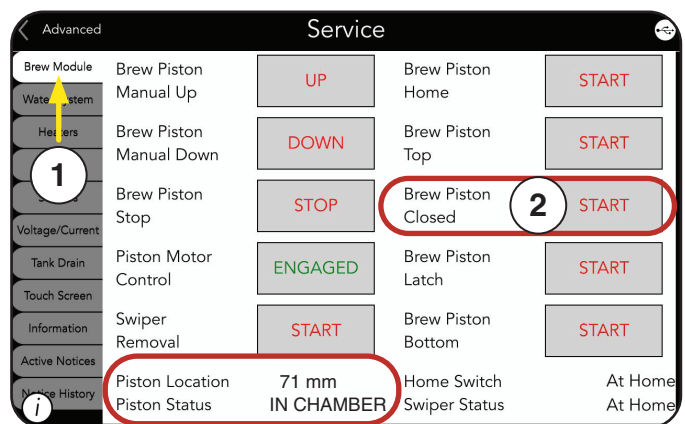 Advanced
Service
Brew Module
Heaters
Voltage/Current
Tank Drain
Touch Screen
Information
Active Notices
History
i
1
Brew Piston
Manual Up
UP
Brew Piston
Home
START
Brew Piston
Manual Down
DOWN
Brew Piston
Top
START
Brew Piston
Stop
STOP
Brew Piston
Closed
2
START
Piston Motor
Control
ENGAGED
Brew Piston
Latch
START
Swiper
Removal
START
Brew Piston
Bottom
START
Piston Location 71 mm
Piston Status IN CHAMBER
Home Switch At Home
Swiper Status At Home